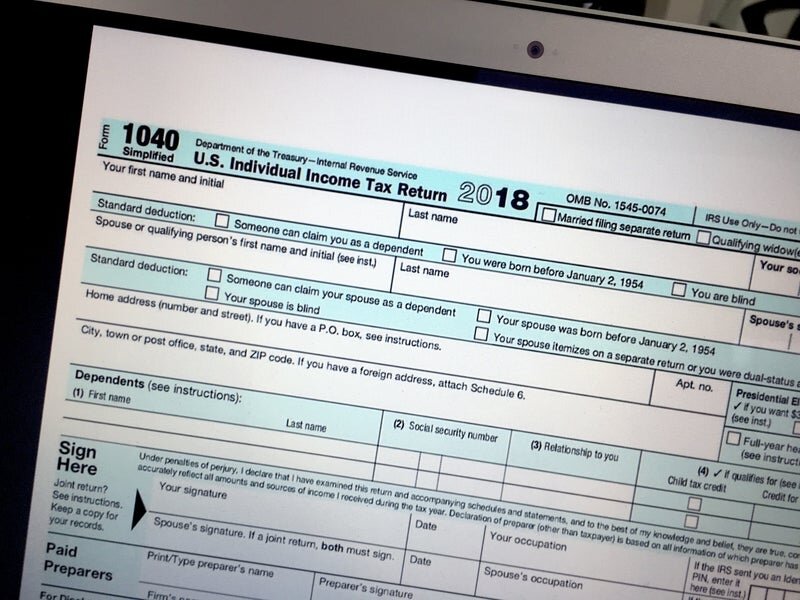 Form 1040 Simplified
Department of the Treasury—Internal Revenue Service
U.S. Individual Income Tax Return 2018
OMB No. 1545-0074
IRS Use Only—Do not
Married filing separate return
Qualifying widow(e
Your first name and initial
Last name
Your so
Standard deduction:
Someone can claim you as a dependent
You were born before January 2, 1954
You are blind
Spouse or qualifying person's first name and initial (see inst.)
Last name
Spouse's s
Standard deduction:
Someone can claim your spouse as a dependent
Your spouse was born before January 2, 1954
Your spouse is blind
Your spouse itemizes on a separate return or you were dual-status a
Home address (number and street). If you have a P.O. box, see instructions.
Apt. no.
Presidential El
✓ if you want $3
(see inst.)
City, town or post office, state, and ZIP code. If you have a foreign address, attach Schedule 6.
Full-year hea
(see instructi
Dependents (see instructions):
(1) First name
Last name
(2) Social security number
(3) Relationship to you
(4) ✓ if qualifies for (see
Child tax credit
Credit for
Sign Here
Joint return?
See instructions.
Keep a copy for
your records.
Under penalties of perjury, I declare that I have examined this return and accompanying schedules and statements, and to the best of my knowledge and belief, they are true, cor
accurately reflect all amounts and sources of income I received during the tax year. Declaration of preparer (other than taxpayer) is based on all information of which preparer has
Your signature
Date
Your occupation
If the IRS sent you an Iden
PIN, enter it
here (see inst.)
Spouse's signature. If a joint return, both must sign.
Date
Spouse's occupation
Paid
Preparers
Print/Type preparer's name
Preparer's signature
Firm's
For Disc